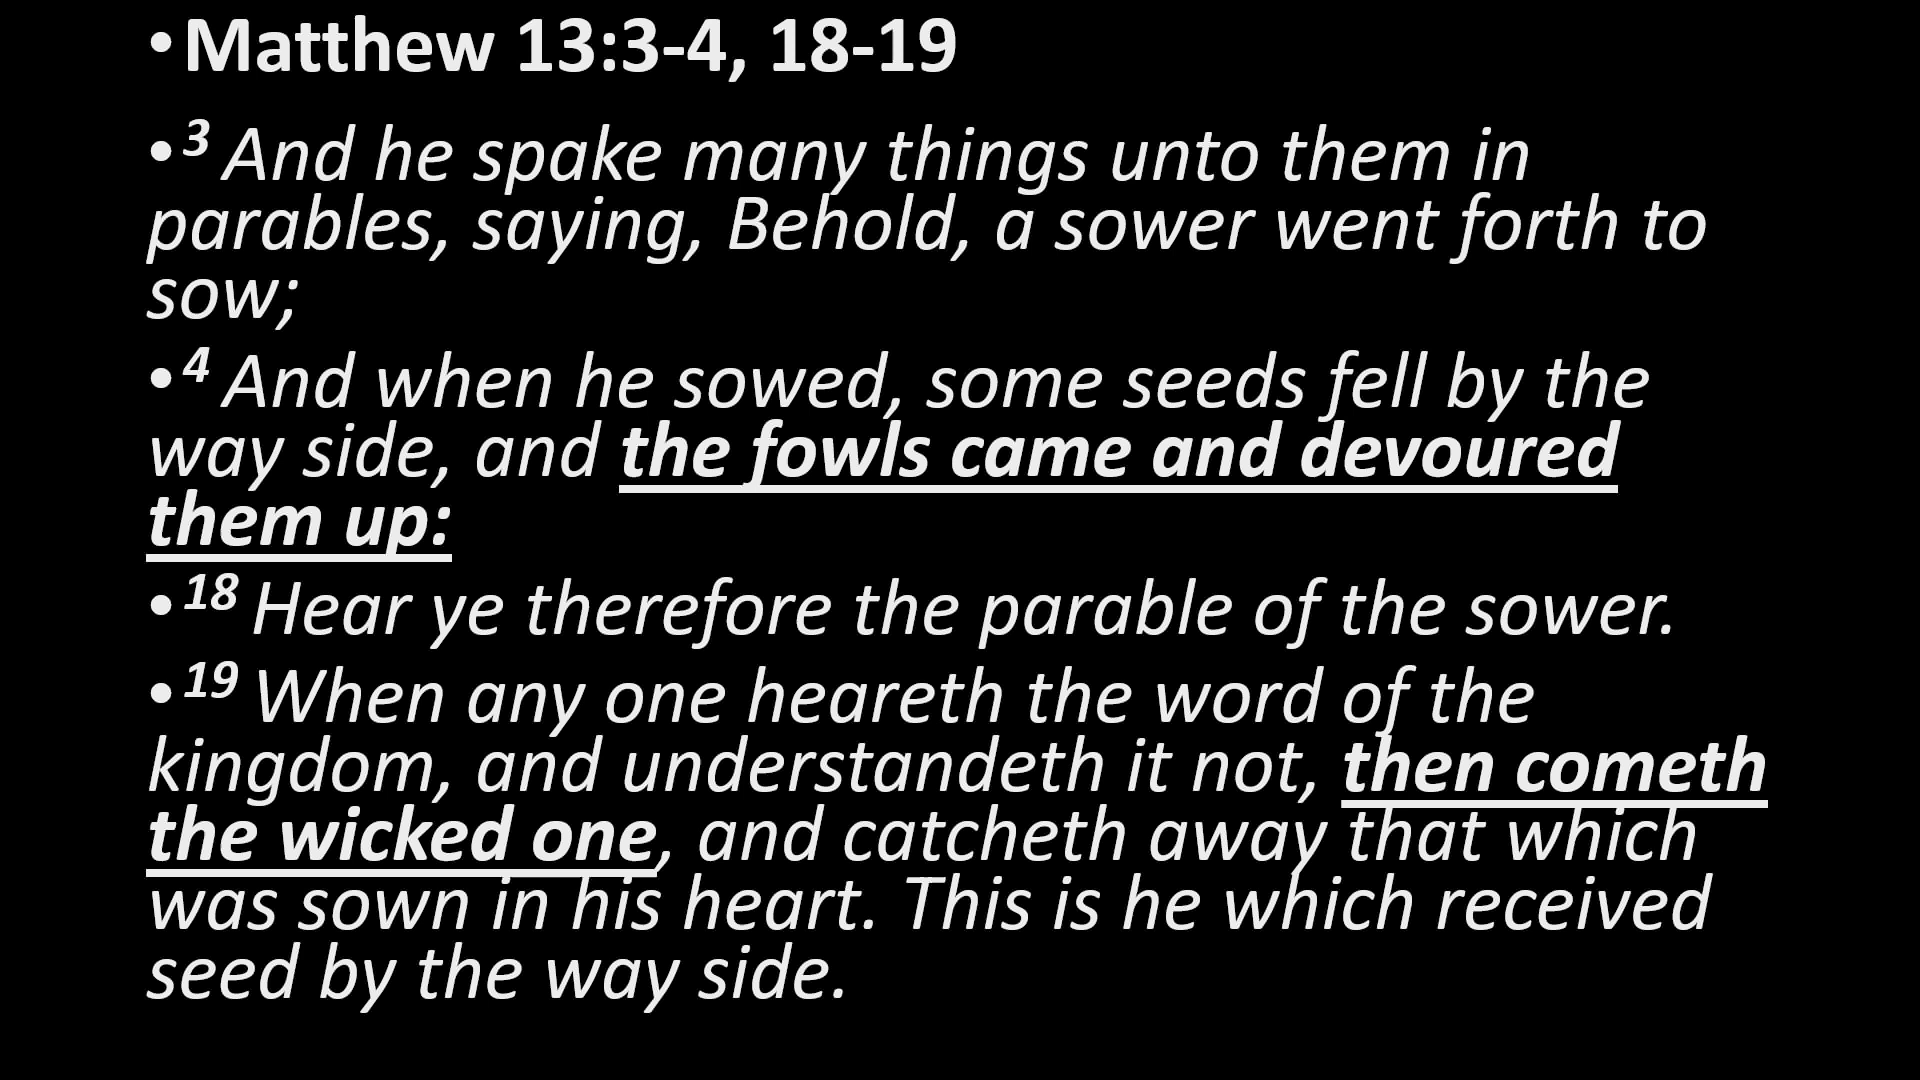 • Matthew 13:3-4, 18-19
• 3 And he spake many things unto them in
parables, saying, Behold, a sower went forth to
sow;
• 4 And when he sowed, some seeds fell by the
way side, and the fowls came and devoured
them up:
• 18 Hear ye therefore the parable of the sower.
• 19 When any one heareth the word of the
kingdom, and understandeth it not, then cometh
the wicked one, and catcheth away that which
was sown in his heart. This is he which received
seed by the way side.